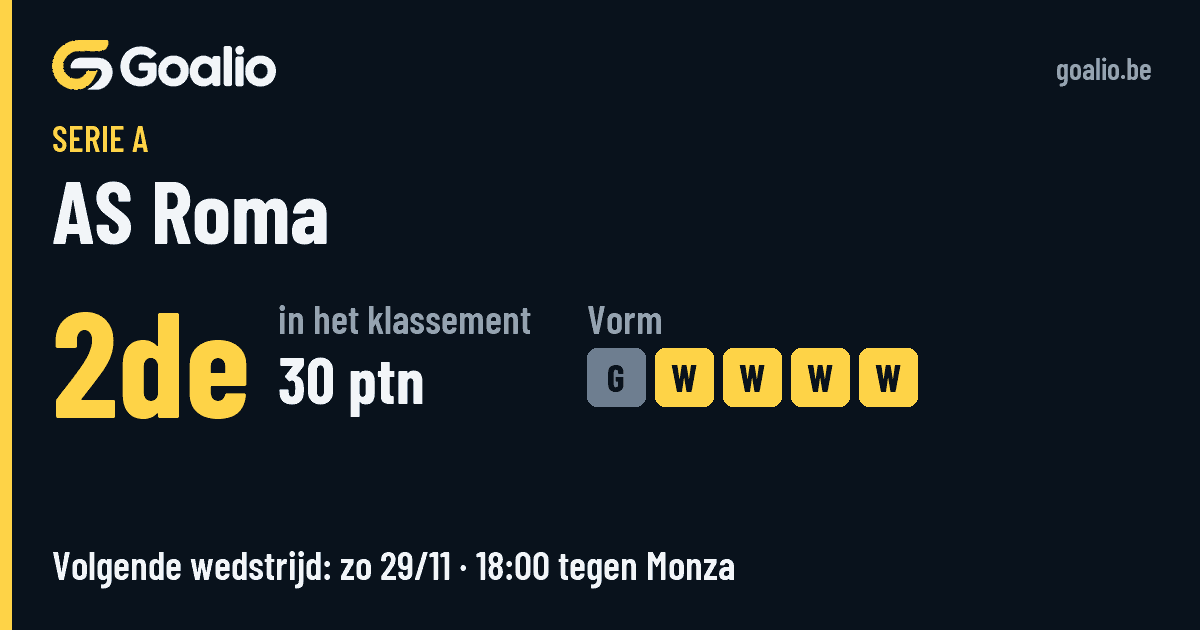 Goalio
goalio.be
SERIE A
AS Roma
2de
in het klassement
30 ptn
Vorm
G W W W W
Volgende wedstrijd: zo 29/11 · 18:00 tegen Monza